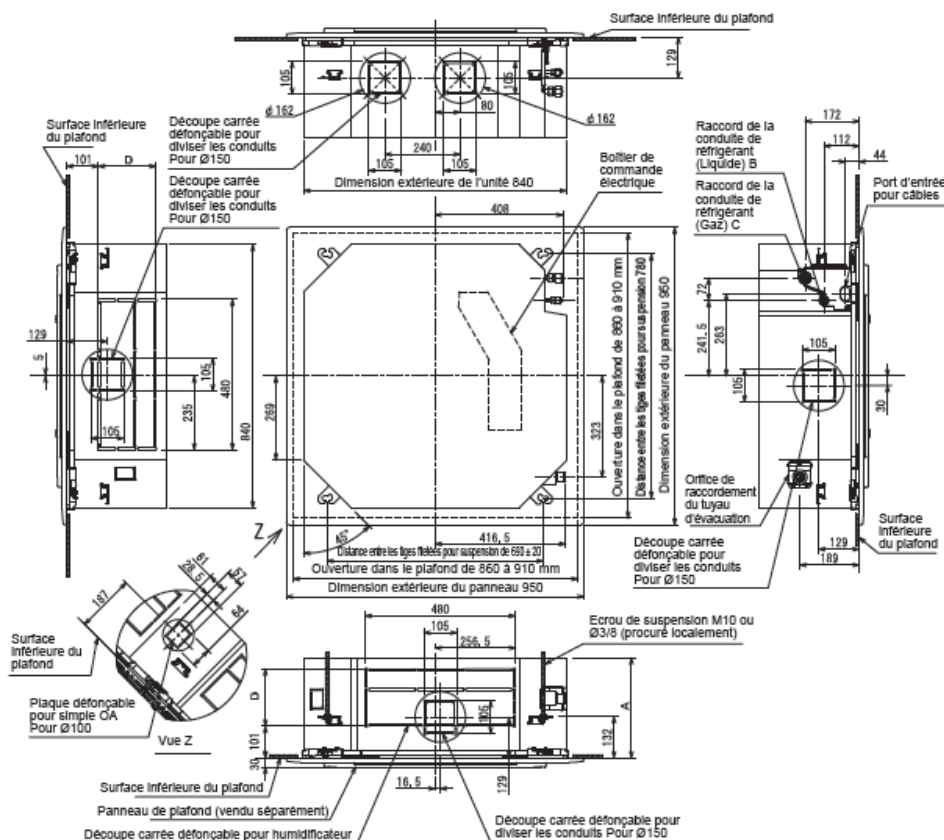 Surface inférieure du plafond
129
105
105
ϕ162
80
ϕ162
Découpe carrée
défonçable pour
diviser les conduits
Pour Ø150
240
105
105
Dimension extérieure de l'unité 840
Surface inférieure
du plafond
101
D
Découpe carrée
défonçable pour
diviser les conduits
Pour Ø150
129
5
105
105
235
480
840
Boîtier de
commande
électrique
408
269
323
Ouverture dans le plafond de 860 à 910 mm
Distance entre les tiges filetées pour suspension 780
Dimension extérieure du panneau 950
45°
416,5
Distance entre les tiges filetées pour suspension de 690 ± 20
Ouverture dans le plafond de 860 à 910 mm
Dimension extérieure du panneau 950
Z
172
112
44
Raccord de la
conduite de
réfrigérant
(Liquide) B
Raccord de la
conduite de
réfrigérant
(Gaz) C
Port d'entrée
pour câbles
72
241.5
263
105
105
30
Orifice de
raccordement
du tuyau
d'évacuation
Découpe carrée
défonçable pour
diviser les conduits
Pour Ø150
129
189
Surface
inférieure
du plafond
187
28.5
61
57
64
Surface
inférieure du
plafond
Plaque défonçable
pour simple OA
Pour Ø100
Vue Z
480
105
256,5
Ecrou de suspension M10 ou
Ø3/8 (procuré localement)
D
101
30
105
A
132
16,5
129
Surface inférieure du plafond
Panneau de plafond (vendu séparément)
Découpe carrée défonçable pour humidificateur
Découpe carrée défonçable pour
diviser les conduits Pour Ø150